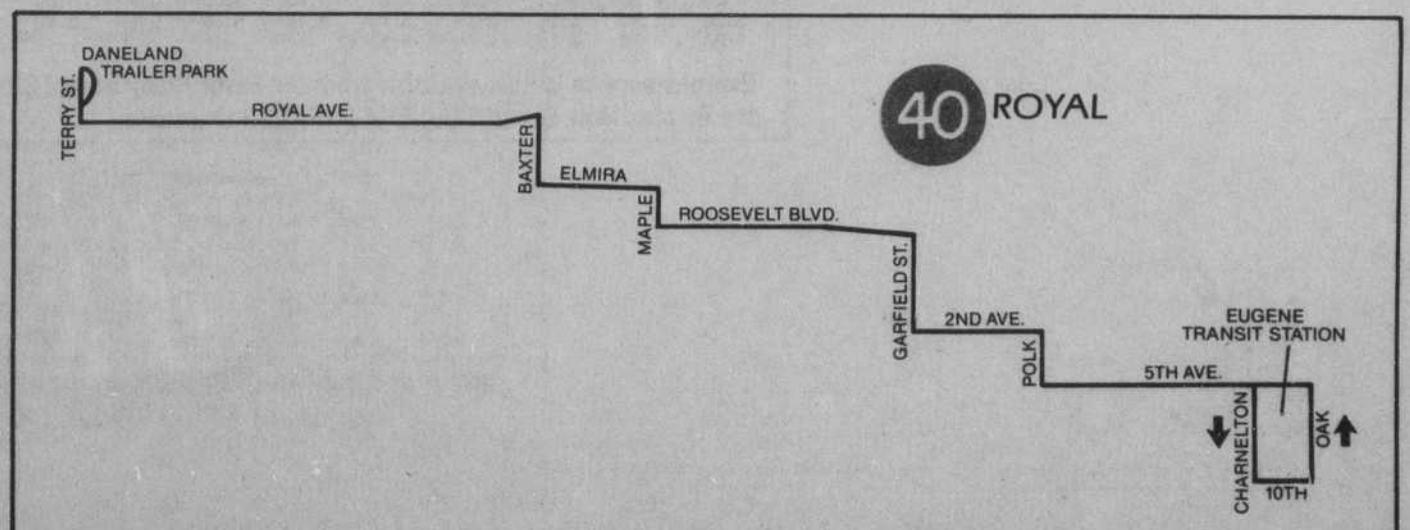 DANELAND
TRAILER PARK
TERRY ST.
ROYAL AVE.
40 ROYAL
BAXTER
ELMIRA
MAPLE
ROOSEVELT BLVD.
GARFIELD ST.
2ND AVE.
POLK
EUGENE
TRANSIT STATION
5TH AVE.
CHARNELTON
OAK
10TH